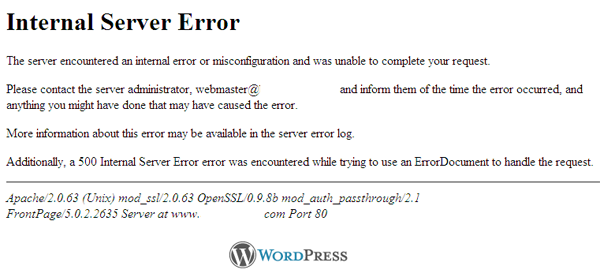 Internal Server Error
The server encountered an internal error or misconfiguration and was unable to complete your request.
Please contact the server administrator, webmaster@ and inform them of the time the error occurred, and
anything you might have done that may have caused the error.
More information about this error may be available in the server error log.
Additionally, a 500 Internal Server Error error was encountered while trying to use an ErrorDocument to handle the request.
Apache/2.0.63 (Unix) mod_ssl/2.0.63 OpenSSL/0.9.8b mod_auth_passthrough/2.1
FrontPage/5.0.2.2635 Server at www. com Port 80
WORDPRESS